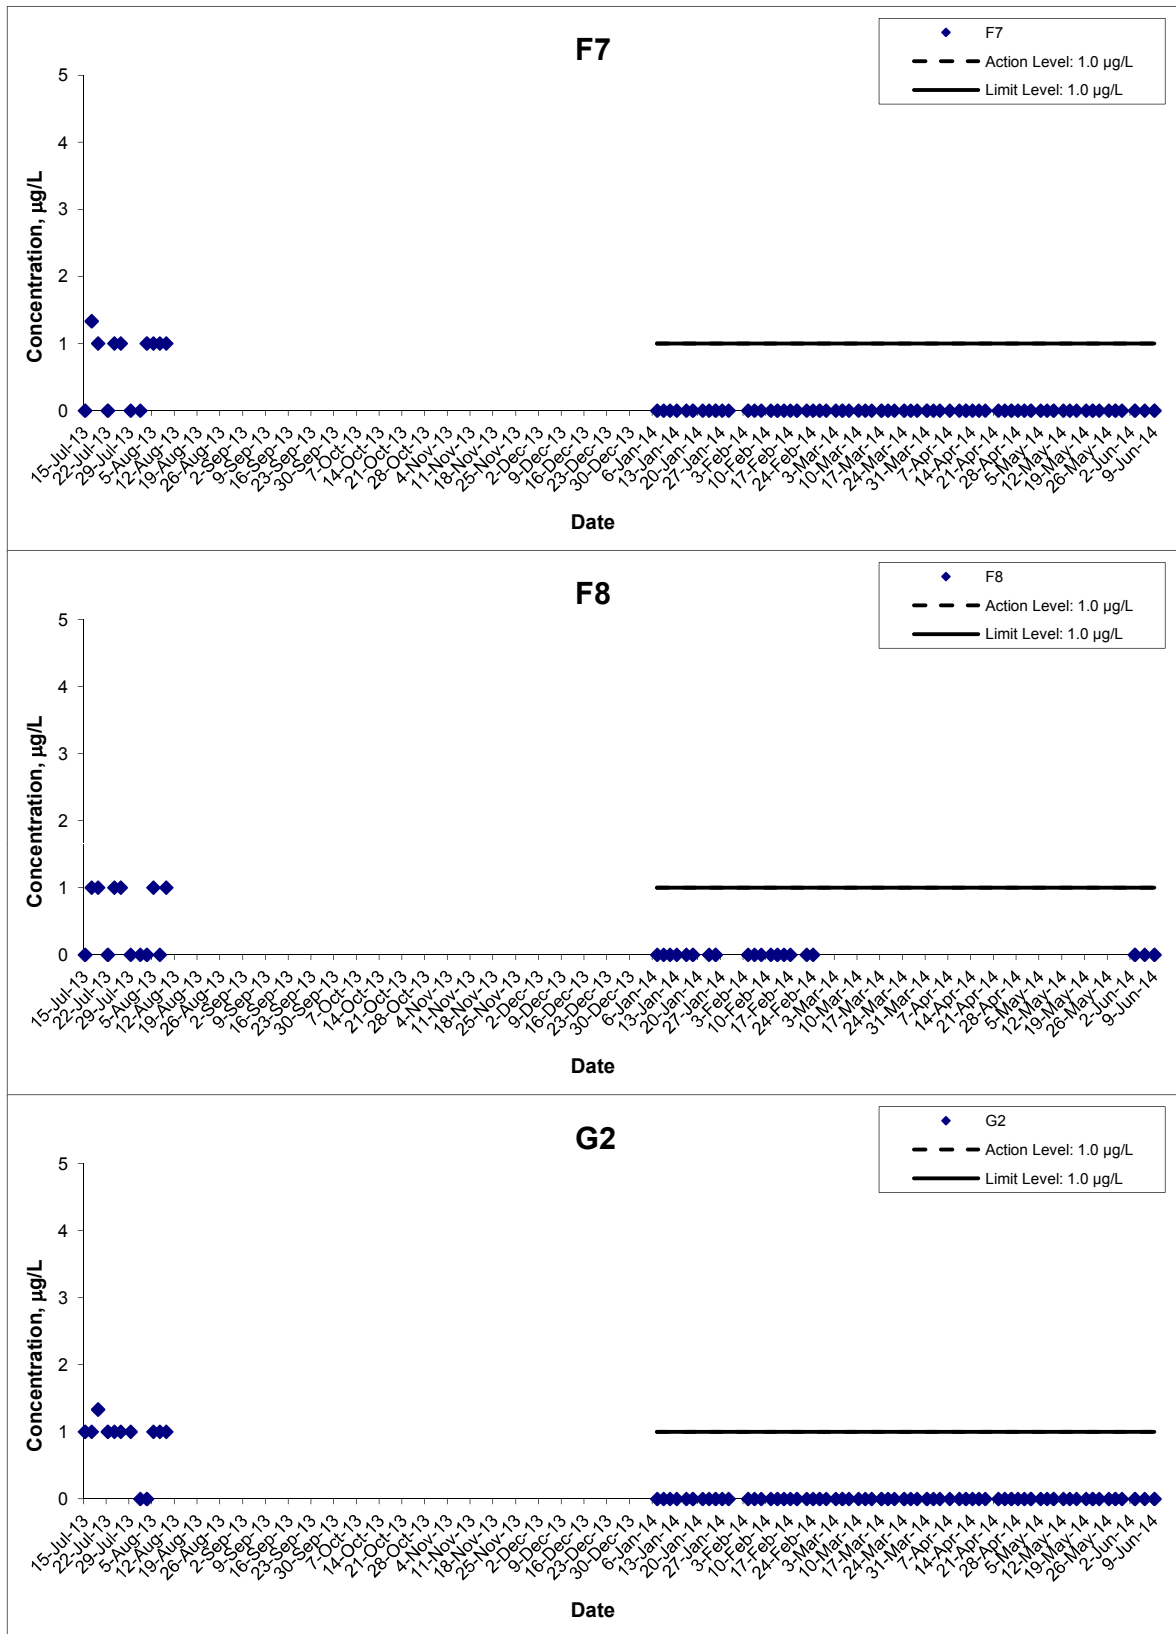 F7
F7
Action Level: 1.0 µg/L
Limit Level: 1.0 µg/L
Concentration, µg/L
5
4
3
2
1
0
15-Jul-13
22-Jul-13
29-Jul-13
5-Aug-13
12-Aug-13
19-Aug-13
26-Aug-13
2-Sep-13
9-Sep-13
16-Sep-13
23-Sep-13
30-Sep-13
7-Oct-13
14-Oct-13
21-Oct-13
28-Oct-13
4-Nov-13
11-Nov-13
18-Nov-13
25-Nov-13
2-Dec-13
9-Dec-13
16-Dec-13
23-Dec-13
30-Dec-13
6-Jan-14
13-Jan-14
20-Jan-14
27-Jan-14
3-Feb-14
10-Feb-14
17-Feb-14
24-Feb-14
3-Mar-14
10-Mar-14
17-Mar-14
24-Mar-14
31-Mar-14
7-Apr-14
14-Apr-14
21-Apr-14
28-Apr-14
5-May-14
12-May-14
19-May-14
26-May-14
2-Jun-14
9-Jun-14
Date
F8
F8
Action Level: 1.0 µg/L
Limit Level: 1.0 µg/L
Concentration, µg/L
5
4
3
2
1
0
15-Jul-13
22-Jul-13
29-Jul-13
5-Aug-13
12-Aug-13
19-Aug-13
26-Aug-13
2-Sep-13
9-Sep-13
16-Sep-13
23-Sep-13
30-Sep-13
7-Oct-13
14-Oct-13
21-Oct-13
28-Oct-13
4-Nov-13
11-Nov-13
18-Nov-13
25-Nov-13
2-Dec-13
9-Dec-13
16-Dec-13
23-Dec-13
30-Dec-13
6-Jan-14
13-Jan-14
20-Jan-14
27-Jan-14
3-Feb-14
10-Feb-14
17-Feb-14
24-Feb-14
3-Mar-14
10-Mar-14
17-Mar-14
24-Mar-14
31-Mar-14
7-Apr-14
14-Apr-14
21-Apr-14
28-Apr-14
5-May-14
12-May-14
19-May-14
26-May-14
2-Jun-14
9-Jun-14
Date
G2
G2
Action Level: 1.0 µg/L
Limit Level: 1.0 µg/L
Concentration, µg/L
5
4
3
2
1
0
15-Jul-13
22-Jul-13
29-Jul-13
5-Aug-13
12-Aug-13
19-Aug-13
26-Aug-13
2-Sep-13
9-Sep-13
16-Sep-13
23-Sep-13
30-Sep-13
7-Oct-13
14-Oct-13
21-Oct-13
28-Oct-13
4-Nov-13
11-Nov-13
18-Nov-13
25-Nov-13
2-Dec-13
9-Dec-13
16-Dec-13
23-Dec-13
30-Dec-13
6-Jan-14
13-Jan-14
20-Jan-14
27-Jan-14
3-Feb-14
10-Feb-14
17-Feb-14
24-Feb-14
3-Mar-14
10-Mar-14
17-Mar-14
24-Mar-14
31-Mar-14
7-Apr-14
14-Apr-14
21-Apr-14
28-Apr-14
5-May-14
12-May-14
19-May-14
26-May-14
2-Jun-14
9-Jun-14
Date